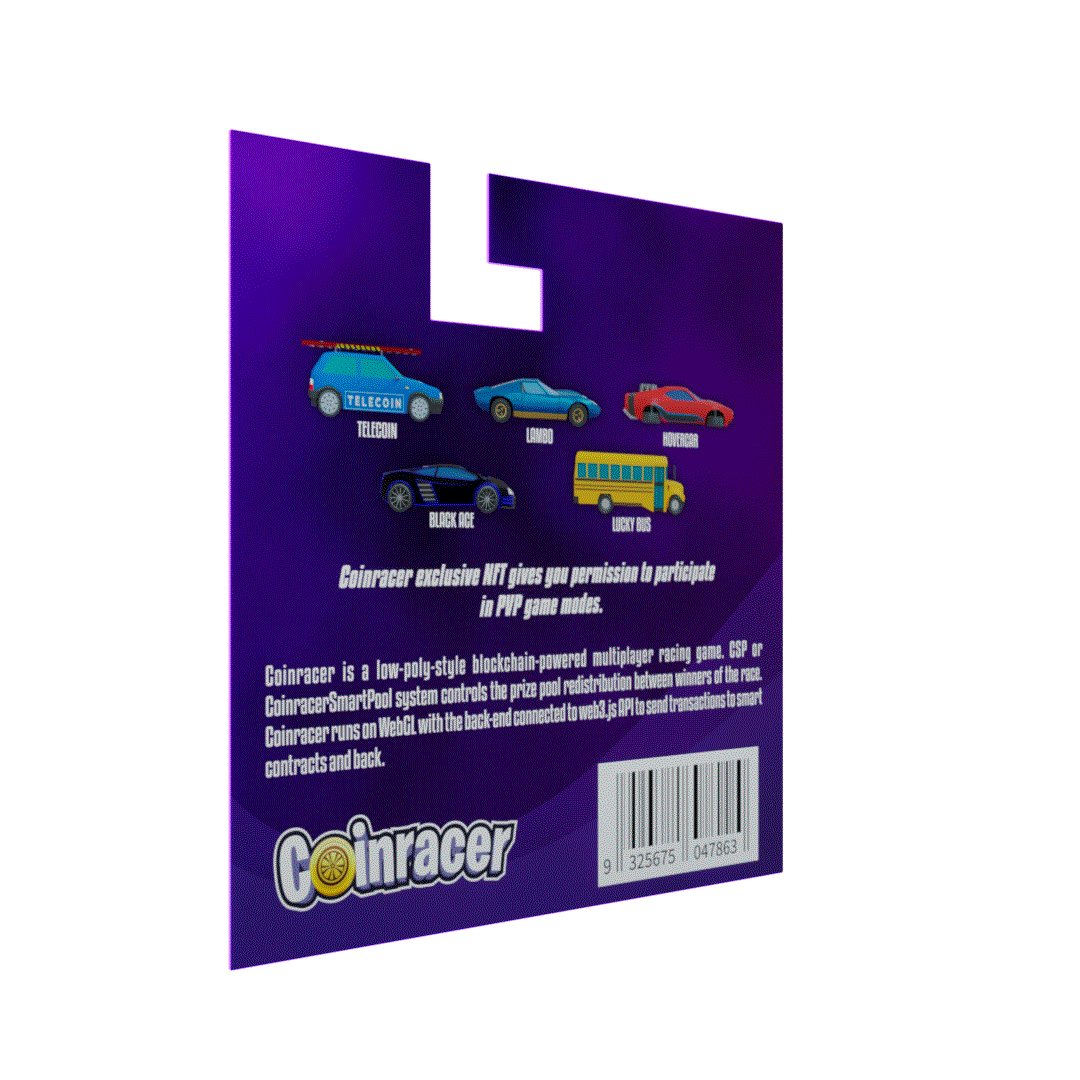 TELECOIN
TELECOIN
LAMBO
HOVERCAR
BLACK ACE
LUCKY BUS
Coinracer exclusive NFT gives you permission to participate
in PVP game modes.
Coinracer is a low-poly-style blockchain-powered multiplayer racing game. CSP or
CoinracerSmartPool system controls the prize pool redistribution between winners of the race.
Coinracer runs on WebGL with the back-end connected to web3.js API to send transactions to smart
contracts and back.
Coinracer
9 325675 047863